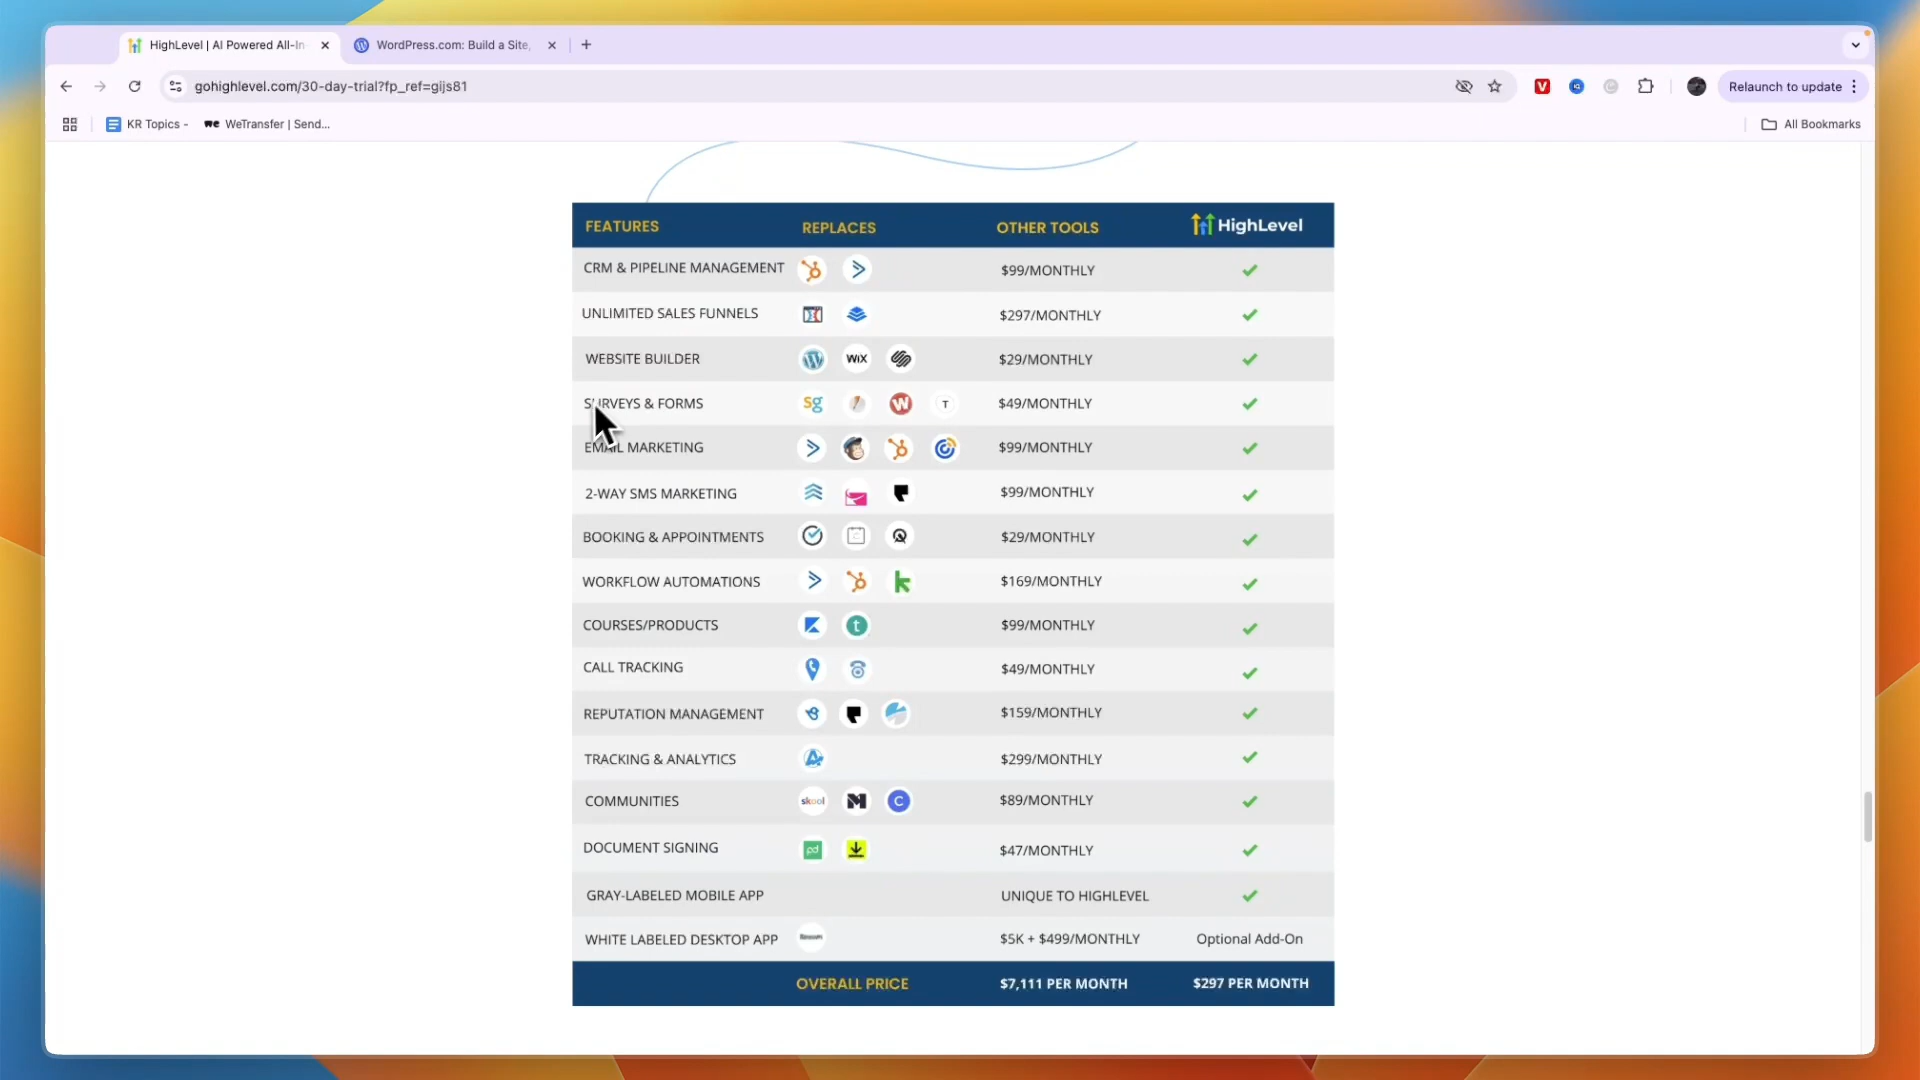 HighLevel | AI Powered All-In
WordPress.com: Build a Site,
gohighlevel.com/30-day-trial?fp_ref=gijs81
Relaunch to update
KR Topics -
WeTransfer | Send...
All Bookmarks
FEATURES REPLACES OTHER TOOLS HighLevel
CRM & PIPELINE MANAGEMENT $99/MONTHLY
UNLIMITED SALES FUNNELS $297/MONTHLY
WEBSITE BUILDER WIX $29/MONTHLY
SURVEYS & FORMS sg W T $49/MONTHLY
EMAIL MARKETING $99/MONTHLY
2-WAY SMS MARKETING $99/MONTHLY
BOOKING & APPOINTMENTS $29/MONTHLY
WORKFLOW AUTOMATIONS k $169/MONTHLY
COURSES/PRODUCTS t $99/MONTHLY
CALL TRACKING $49/MONTHLY
REPUTATION MANAGEMENT $159/MONTHLY
TRACKING & ANALYTICS $299/MONTHLY
COMMUNITIES skool C $89/MONTHLY
DOCUMENT SIGNING pd $47/MONTHLY
GRAY-LABELED MOBILE APP UNIQUE TO HIGHLEVEL
WHITE LABELED DESKTOP APP $5K + $499/MONTHLY Optional Add-On
OVERALL PRICE $7,111 PER MONTH $297 PER MONTH